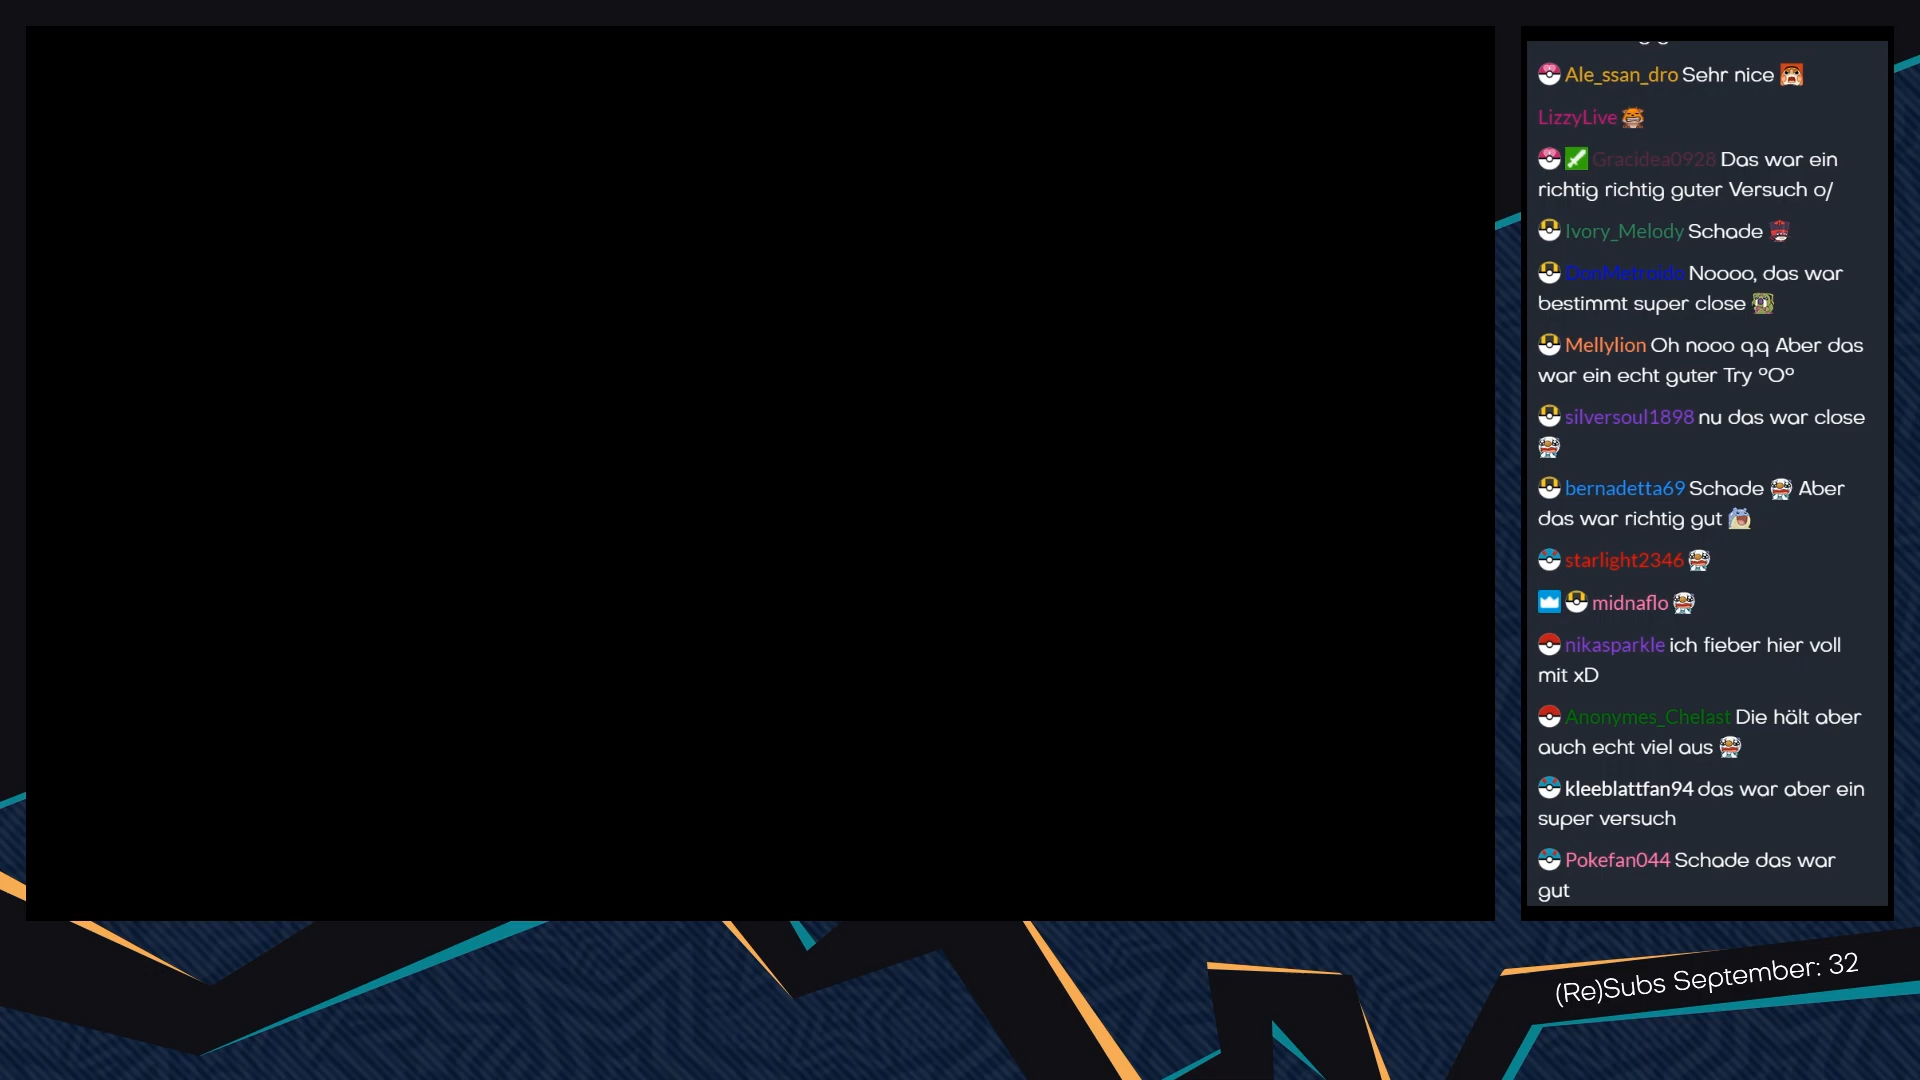 Ale_ssan_dro Sehr nice
LizzyLive
Gracidea0928 Das war ein
richtig richtig guter Versuch o/
Ivory_Melody Schade
DonMetroido Noooo, das war
bestimmt super close
Mellylion Oh nooo q.q Aber das
war ein echt guter Try °O°
silversoul1898 nu das war close
bernadetta69 Schade Aber
das war richtig gut
starlight2346
midnaflo
nikasparkle ich fieber hier voll
mit xD
Anonymes_Chelast Die hält aber
auch echt viel aus
kleeblattfan94 das war aber ein
super versuch
Pokefan044 Schade das war
gut
(Re)Subs September: 32